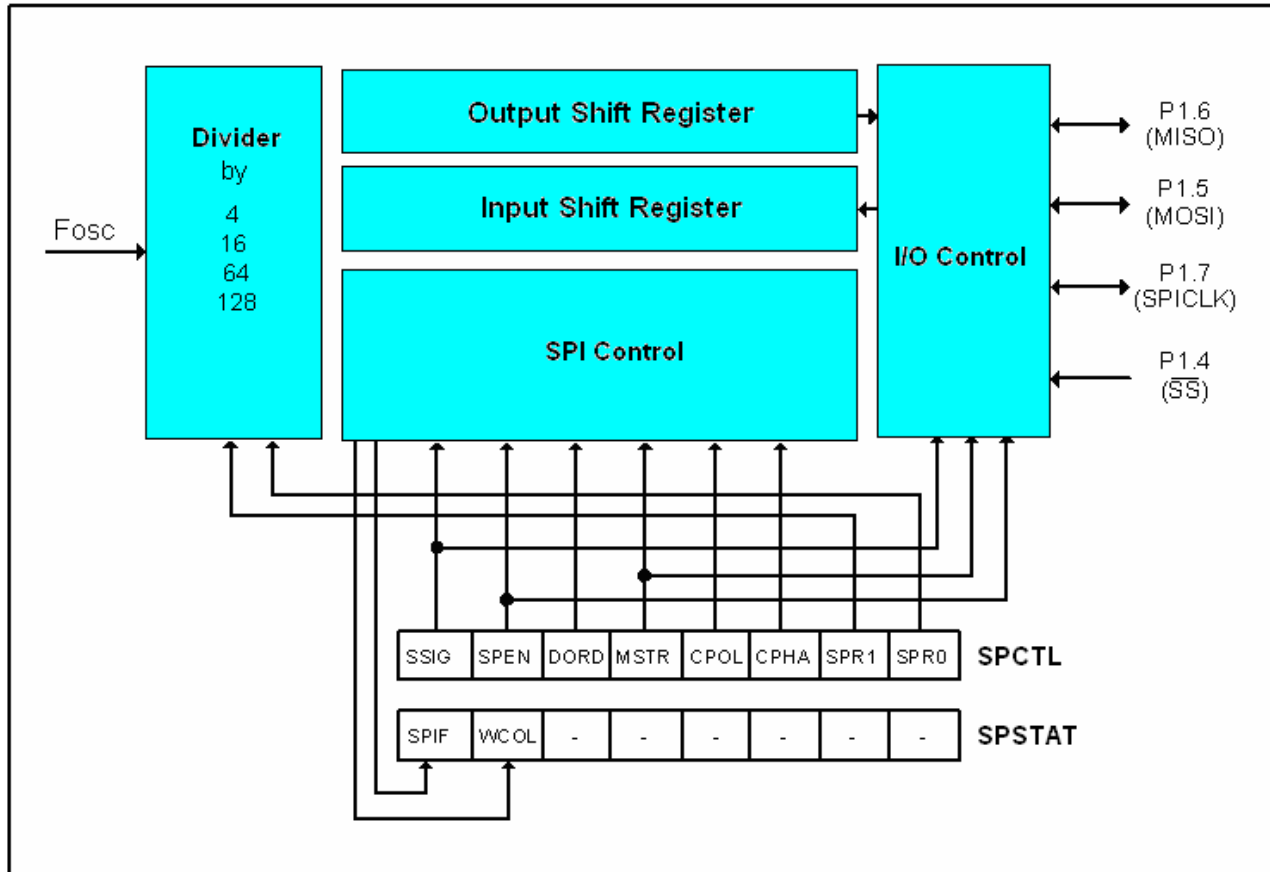 Divider
by
4
16
64
128
Output Shift Register
Input Shift Register
SPI Control
I/O Control
Fosc
P1.6
(MISO)
P1.5
(MOSI)
P1.7
(SPICLK)
P1.4
(S̅S̅)
SSIG SPEN DORD MSTR CPOL CPHA SPR1 SPR0 SPCTL
SPIF WCOL - - - - - - SPSTAT